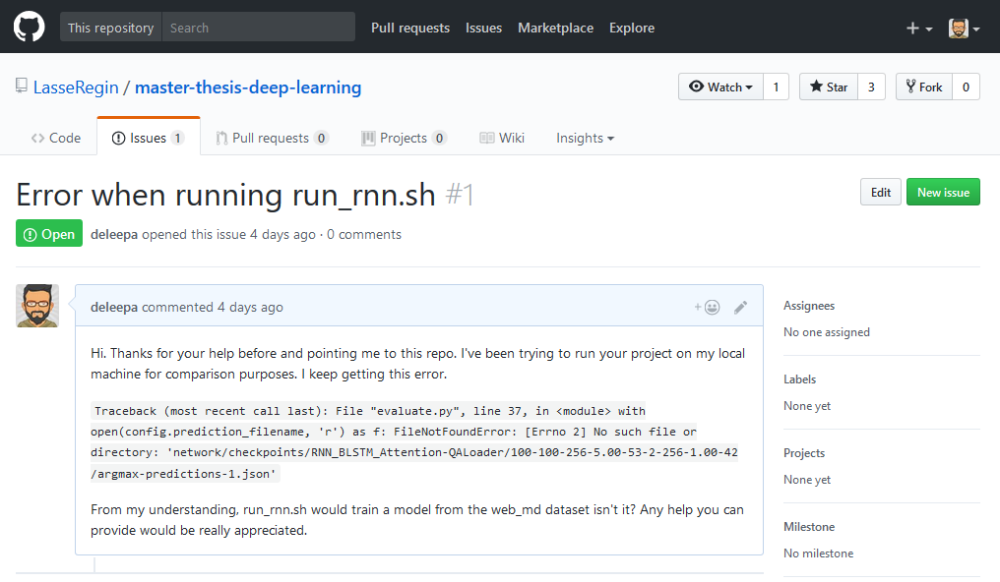 This repository Search Pull requests Issues Marketplace Explore
LasseRegin / master-thesis-deep-learning Watch 1 Star 3 Fork 0
Code Issues 1 Pull requests 0 Projects 0 Wiki Insights
Error when running run_rnn.sh #1 Edit New issue
Open deleepa opened this issue 4 days ago · 0 comments
deleepa commented 4 days ago
Hi. Thanks for your help before and pointing me to this repo. I've been trying to run your project on my local
machine for comparison purposes. I keep getting this error.
Traceback (most recent call last): File "evaluate.py", line 37, in <module> with
open(config.prediction_filename, 'r') as f: FileNotFoundError: [Errno 2] No such file or
directory: 'network/checkpoints/RNN_BLSTM_Attention-QALoader/100-100-256-5.00-53-2-256-1.00-42
/argmax-predictions-1.json'
From my understanding, run_rnn.sh would train a model from the web_md dataset isn't it? Any help you can
provide would be really appreciated.
Assignees
No one assigned
Labels
None yet
Projects
None yet
Milestone
No milestone